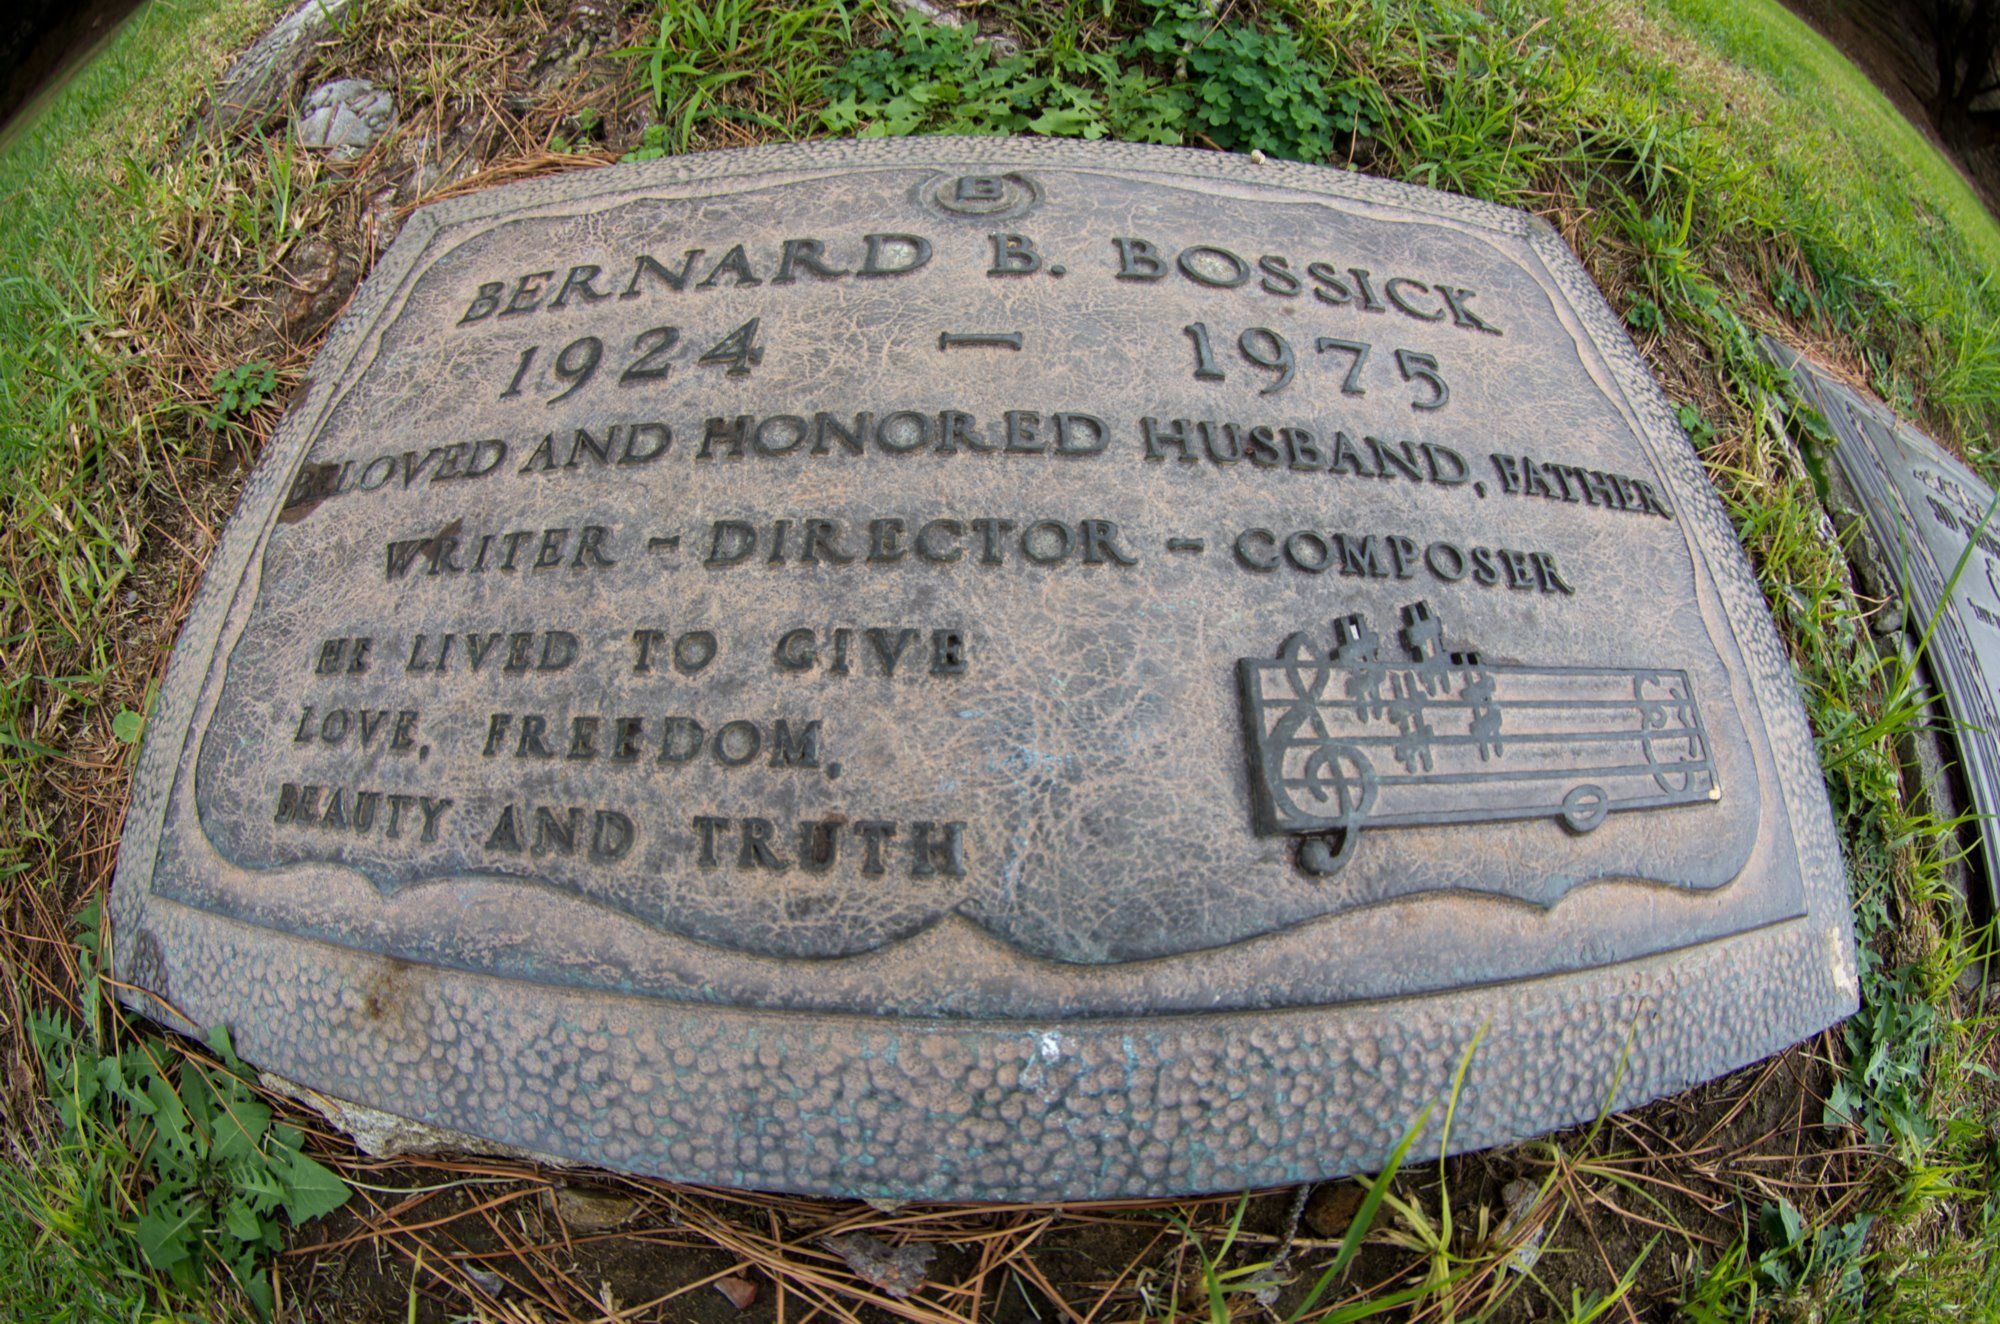 B
BERNARD B. BOSSICK
1924 – 1975
BELOVED AND HONORED HUSBAND, FATHER
WRITER - DIRECTOR - COMPOSER
HE LIVED TO GIVE
LOVE, FREEDOM,
BEAUTY AND TRUTH